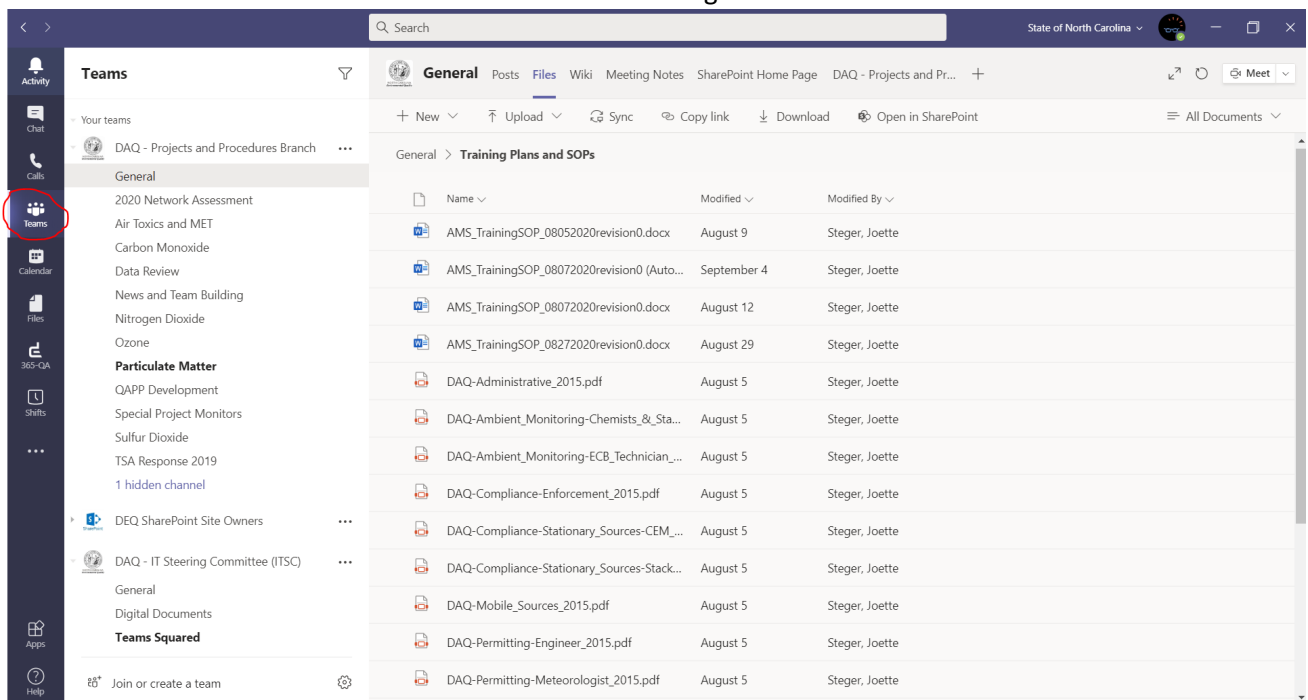 Search
State of North Carolina
Activity
Chat
Calls
Teams
Calendar
Files
365-QA
Shifts
Apps
Help
Teams
Your teams
DAQ - Projects and Procedures Branch
General
2020 Network Assessment
Air Toxics and MET
Carbon Monoxide
Data Review
News and Team Building
Nitrogen Dioxide
Ozone
Particulate Matter
QAPP Development
Special Project Monitors
Sulfur Dioxide
TSA Response 2019
1 hidden channel
DEQ SharePoint Site Owners
DAQ - IT Steering Committee (ITSC)
General
Digital Documents
Teams Squared
Join or create a team
General Posts Files Wiki Meeting Notes SharePoint Home Page DAQ - Projects and Pr... + Meet
+ New Upload Sync Copy link Download Open in SharePoint All Documents
General > Training Plans and SOPs
Name Modified Modified By
AMS_TrainingSOP_08052020revision0.docx August 9 Steger, Joette
AMS_TrainingSOP_08072020revision0 (Auto... September 4 Steger, Joette
AMS_TrainingSOP_08072020revision0.docx August 12 Steger, Joette
AMS_TrainingSOP_08272020revision0.docx August 29 Steger, Joette
DAQ-Administrative_2015.pdf August 5 Steger, Joette
DAQ-Ambient_Monitoring-Chemists_&_Sta... August 5 Steger, Joette
DAQ-Ambient_Monitoring-ECB_Technician_... August 5 Steger, Joette
DAQ-Compliance-Enforcement_2015.pdf August 5 Steger, Joette
DAQ-Compliance-Stationary_Sources-CEM_... August 5 Steger, Joette
DAQ-Compliance-Stationary_Sources-Stack... August 5 Steger, Joette
DAQ-Mobile_Sources_2015.pdf August 5 Steger, Joette
DAQ-Permitting-Engineer_2015.pdf August 5 Steger, Joette
DAQ-Permitting-Meteorologist_2015.pdf August 5 Steger, Joette